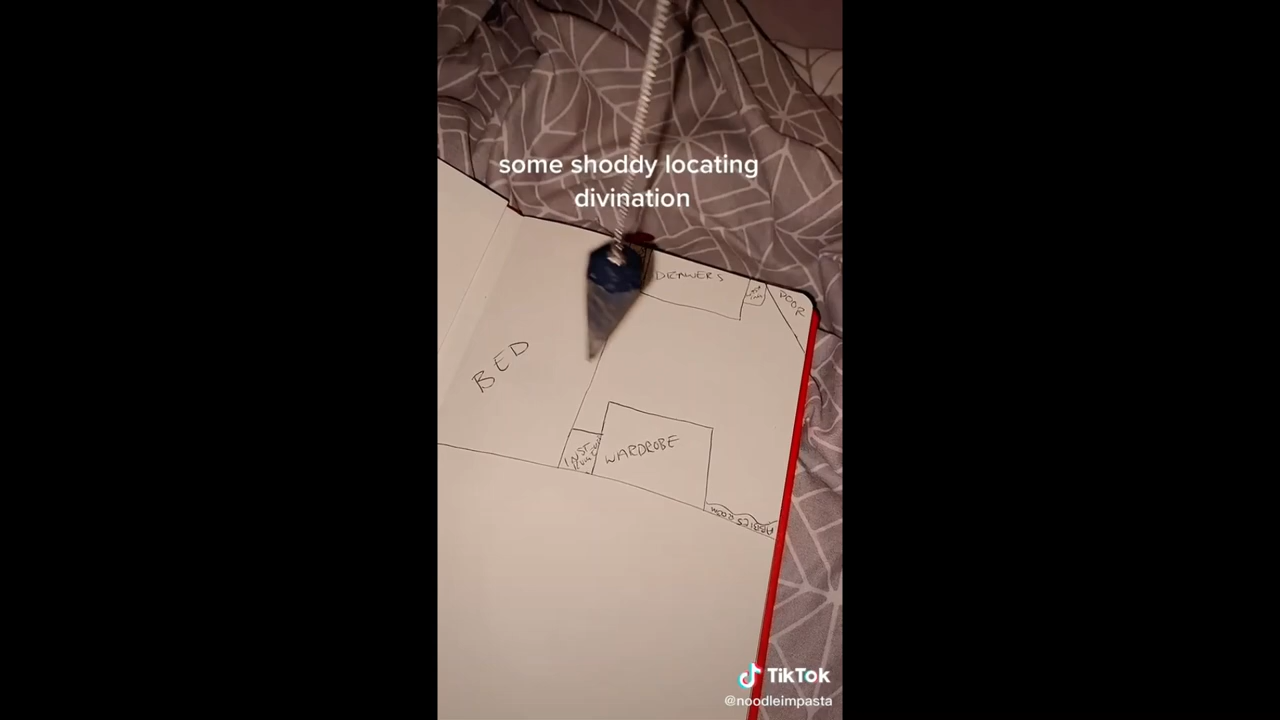 some shoddy locating
divination
DRAWERS
DOOR
BED
WARDROBE
TikTok
@noodleimpasta